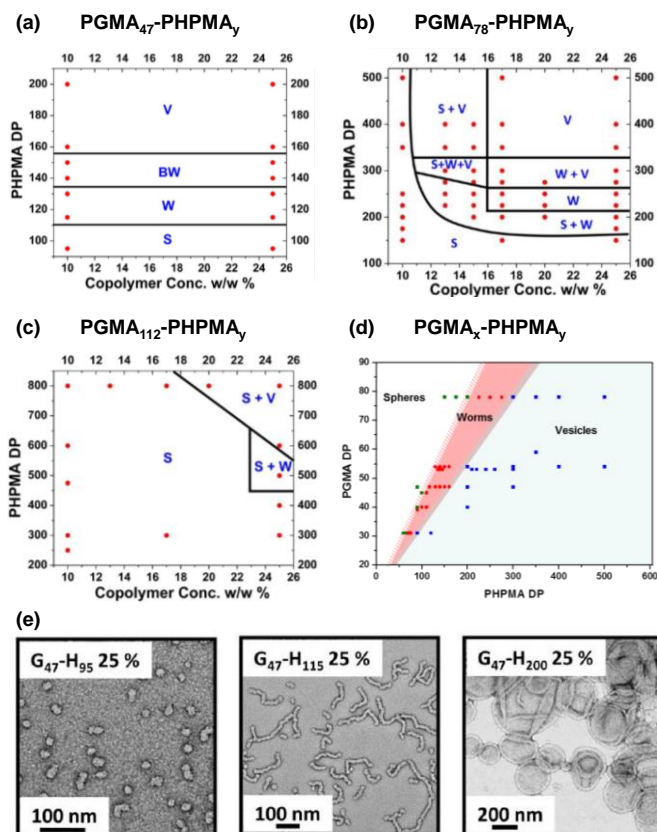 (a) PGMA47-PHPMAy
10 12 14 16 18 20 22 24 26
200
180
160
140
120
100
PHPMA DP
V
BW
W
S
10 12 14 16 18 20 22 24 26
Copolymer Conc. w/w %
(b) PGMA78-PHPMAy
10 12 14 16 18 20 22 24 26
500 500
400 400
300 300
200 200
100 100
PHPMA DP
S + V
V
S+W+V
W + V
W
S + W
S
10 12 14 16 18 20 22 24 26
Copolymer Conc. w/w %
(c) PGMA112-PHPMAy
10 12 14 16 18 20 22 24 26
800 800
700 700
600 600
500 500
400 400
300 300
200 200
PHPMA DP
S + V
S
S + W
10 12 14 16 18 20 22 24 26
Copolymer Conc. w/w %
(d) PGMAx-PHPMAy
90
80
70
60
50
40
30
20
PGMA DP
Spheres
Worms
Vesicles
0 100 200 300 400 500 600
PHPMA DP
(e)
G47-H95 25 %
100 nm
G47-H115 25 %
100 nm
G47-H200 25 %
200 nm